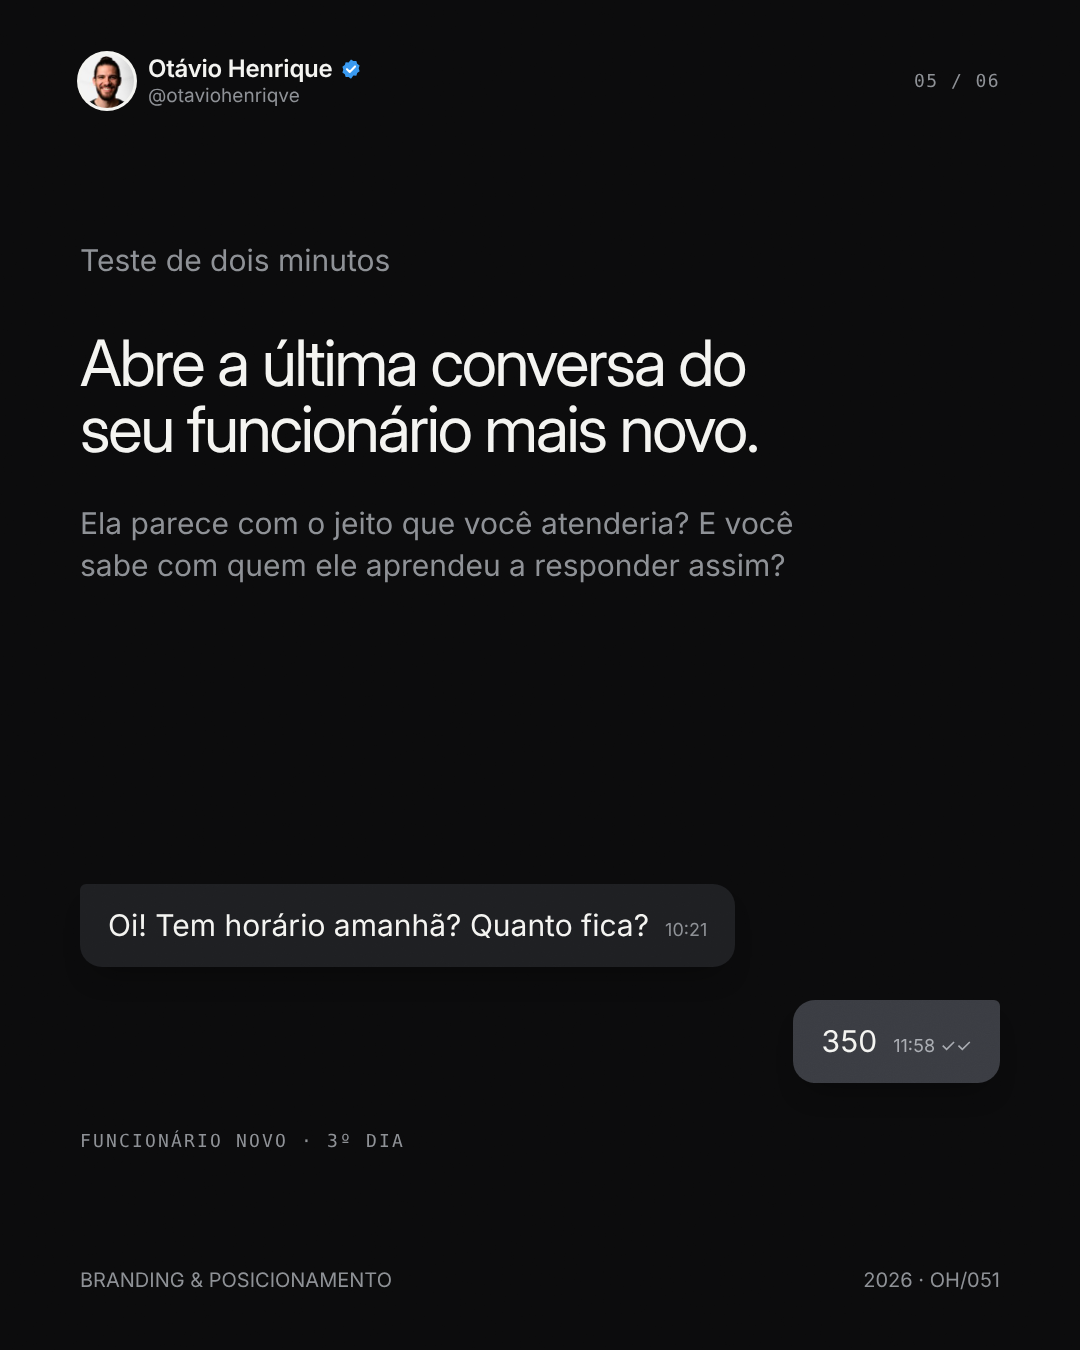 Otávio Henrique
@otaviohenriqve
05 / 06
Teste de dois minutos
Abre a última conversa do
seu funcionário mais novo.
Ela parece com o jeito que você atenderia? E você
sabe com quem ele aprendeu a responder assim?
Oi! Tem horário amanhã? Quanto fica? 10:21
350 11:58 ✓✓
FUNCIONÁRIO NOVO · 3º DIA
BRANDING & POSICIONAMENTO
2026 · OH/051